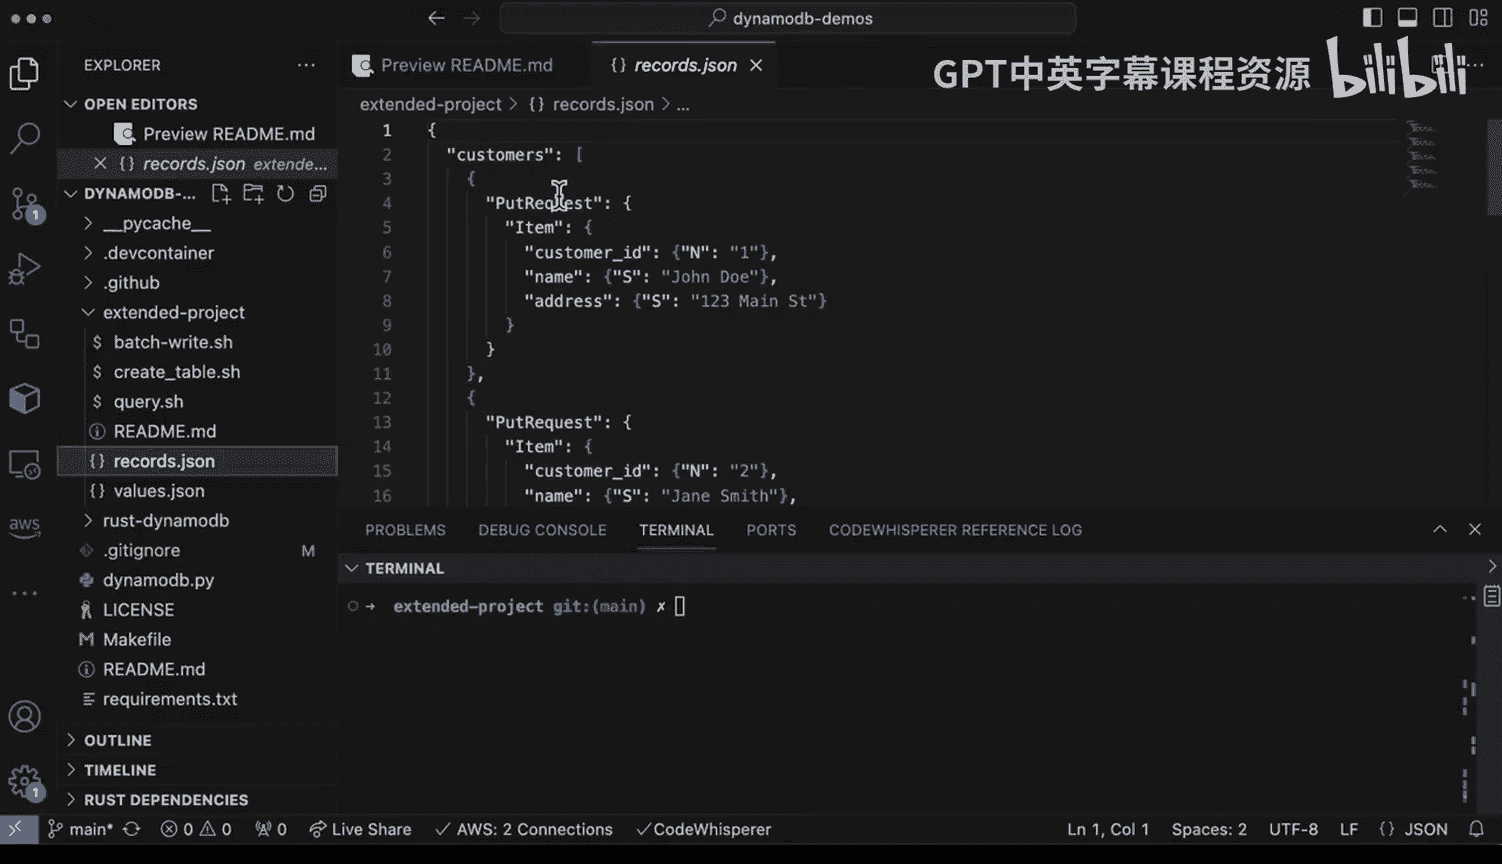 dynamodb-demos
EXPLORER
Preview README.md
{} records.json
GPT中英字幕课程资源 bilibili
OPEN EDITORS
Preview README.md
{} records.json extende...
extended-project > {} records.json > ...
DYNAMODB-...
__pycache__
.devcontainer
.github
extended-project
$ batch-write.sh
$ create_table.sh
$ query.sh
README.md
{} records.json
{} values.json
rust-dynamodb
.gitignore M
dynamodb.py
LICENSE
Makefile
README.md
requirements.txt
OUTLINE
TIMELINE
RUST DEPENDENCIES
1
1
aws
1 {
2 "customers": [
3 {
4 "PutRequest": {
5 "Item": {
6 "customer_id": {"N": "1"},
7 "name": {"S": "John Doe"},
8 "address": {"S": "123 Main St"}
9 }
10 }
11 },
12 {
13 "PutRequest": {
14 "Item": {
15 "customer_id": {"N": "2"},
16 "name": {"S": "Jane Smith"},
PROBLEMS DEBUG CONSOLE TERMINAL PORTS CODEWHISPERER REFERENCE LOG
TERMINAL
→ extended-project git:(main) ✗
main* 0 0 0 Live Share ✓ AWS: 2 Connections ✓ CodeWhisperer Ln 1, Col 1 Spaces: 2 UTF-8 LF {} JSON